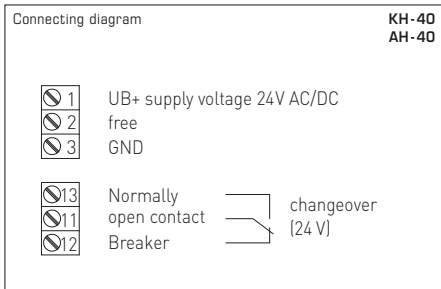 Connecting diagram
KH-40
AH-40
1 UB+ supply voltage 24V AC/DC
2 free
3 GND
13 Normally
11 open contact
12 Breaker
changeover
(24 V)